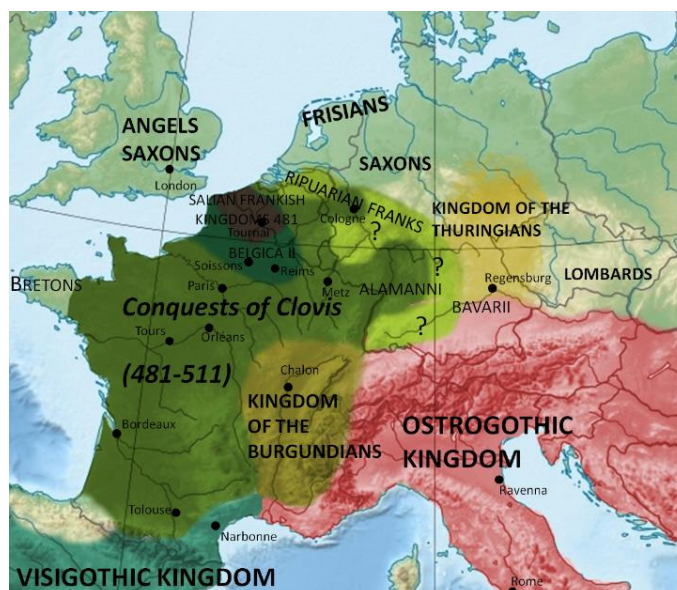 FRISIANS
ANGELS
SAXONS
SAXONS
London
RIPUARIAN FRANKS
SALIAN FRANKISH
KINGDOMS 481
Tournai
Cologne
?
KINGDOM OF THE
THURINGIANS
BELGICA II
Soissons
Reims
?
LOMBARDS
BRETONS
Paris
Metz
ALAMANNI
Regensburg
BAVARII
Conquests of Clovis
Tours
Orléans
?
(481-511)
Chalon
KINGDOM
OF THE
BURGUNDIANS
Bordeaux
OSTROGOTHIC
KINGDOM
Ravenna
Tolouse
Narbonne
VISIGOTHIC KINGDOM
Rome